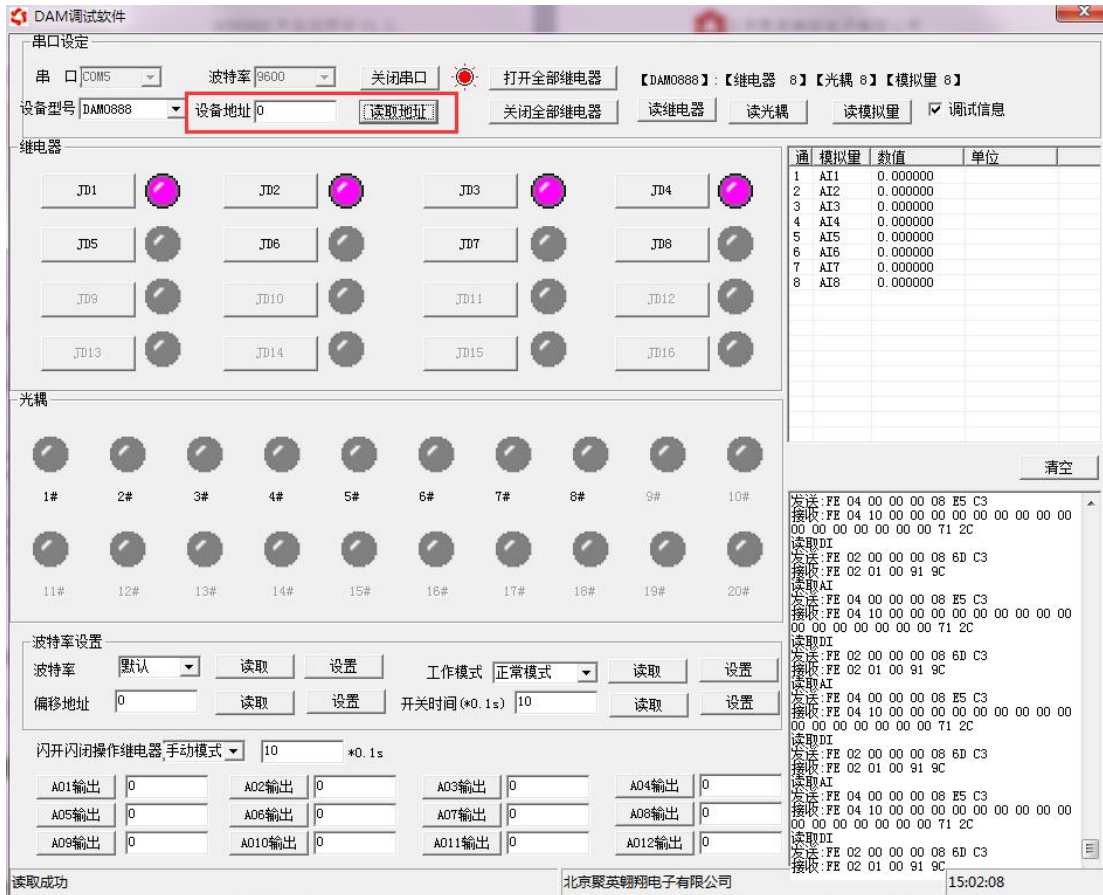 DAM调试软件
串口设定
串 口 COM5 波特率 9600 关闭串口 打开全部继电器 【DAM0888】:【继电器 8】【光耦 8】【模拟量 8】
设备型号 DAM0888 设备地址 0 读取地址 关闭全部继电器 读继电器 读光耦 读模拟量 调试信息
继电器
JD1 JD2 JD3 JD4
JD5 JD6 JD7 JD8
JD9 JD10 JD11 JD12
JD13 JD14 JD15 JD16
通 模拟量 数值 单位
1 AI1 0.000000
2 AI2 0.000000
3 AI3 0.000000
4 AI4 0.000000
5 AI5 0.000000
6 AI6 0.000000
7 AI7 0.000000
8 AI8 0.000000
光耦
1# 2# 3# 4# 5# 6# 7# 8# 9# 10#
11# 12# 13# 14# 15# 16# 17# 18# 19# 20#
清空
发送:FE 04 00 00 00 08 E5 C3
接收:FE 04 10 00 00 00 00 00 00 00 00 00
00 00 00 00 00 00 00 71 2C
读取DI
发送:FE 02 00 00 00 08 6D C3
接收:FE 02 01 00 91 9C
读取AI
发送:FE 04 00 00 00 08 E5 C3
接收:FE 04 10 00 00 00 00 00 00 00 00 00
00 00 00 00 00 00 00 71 2C
读取DI
发送:FE 02 00 00 00 08 6D C3
接收:FE 02 01 00 91 9C
读取AI
发送:FE 04 00 00 00 08 E5 C3
接收:FE 04 10 00 00 00 00 00 00 00 00 00
00 00 00 00 00 00 00 71 2C
读取DI
发送:FE 02 00 00 00 08 6D C3
接收:FE 02 01 00 91 9C
读取AI
发送:FE 04 00 00 00 08 E5 C3
接收:FE 04 10 00 00 00 00 00 00 00 00 00
00 00 00 00 00 00 00 71 2C
读取DI
发送:FE 02 00 00 00 08 6D C3
接收:FE 02 01 00 91 9C
波特率设置
波特率 默认 读取 设置 工作模式 正常模式 读取 设置
偏移地址 0 读取 设置 开关时间(*0.1s) 10 读取 设置
闪开闪闭操作继电器 手动模式 10 *0.1s
AO1输出 0 AO2输出 0 AO3输出 0 AO4输出 0
AO5输出 0 AO6输出 0 AO7输出 0 AO8输出 0
AO9输出 0 AO10输出 0 AO11输出 0 AO12输出 0
读取成功 北京聚英翱翔电子有限公司 15:02:08